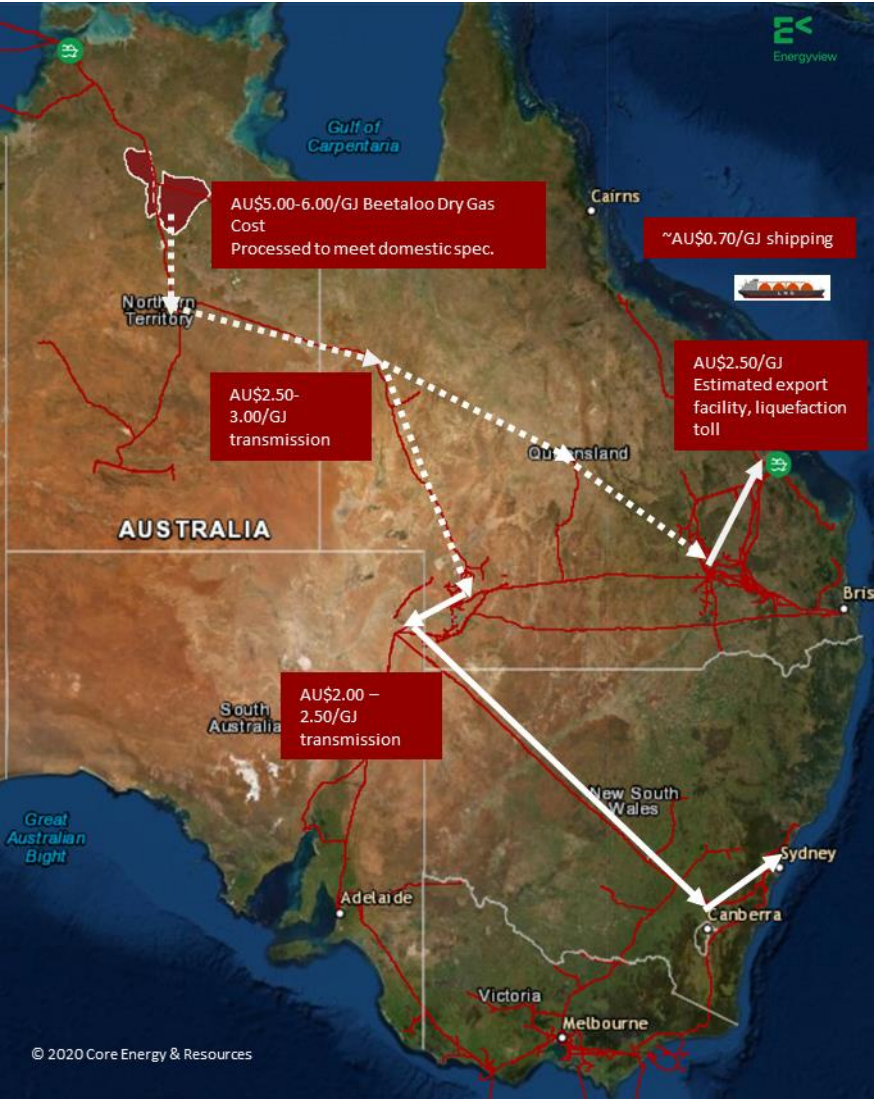 Energyview
Gulf of
Carpentaria
AU$5.00-6.00/GJ Beetaloo Dry Gas
Cost
Processed to meet domestic spec.
Cairns
~AU$0.70/GJ shipping
LNG
Northern
Territory
AU$2.50/GJ
Estimated export
facility, liquefaction
toll
AU$2.50-
3.00/GJ
transmission
Queensland
AUSTRALIA
Bris
AU$2.00 –
2.50/GJ
transmission
South
Australia
New South
Wales
Great
Australian
Bight
Sydney
Adelaide
Canberra
Victoria
Melbourne
© 2020 Core Energy & Resources